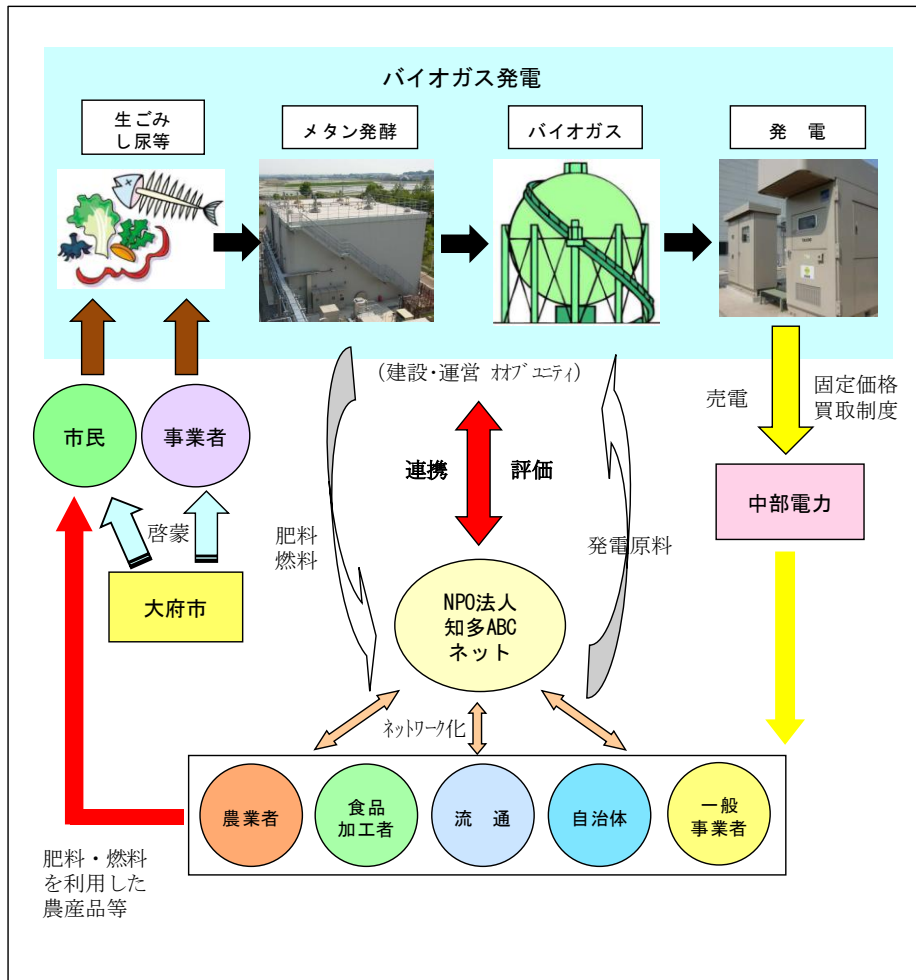 バイオガス発電
生ごみ
し尿等
メタン発酵
バイオガス
発 電
(建設・運営 オオブユニティ)
売電
固定価格
買取制度
市民
事業者
連携
評価
中部電力
啓蒙
肥料
燃料
発電原料
大府市
NPO法人
知多ABC
ネット
ネットワーク化
農業者
食品
加工者
流 通
自治体
一般
事業者
肥料・燃料
を利用した
農産品等